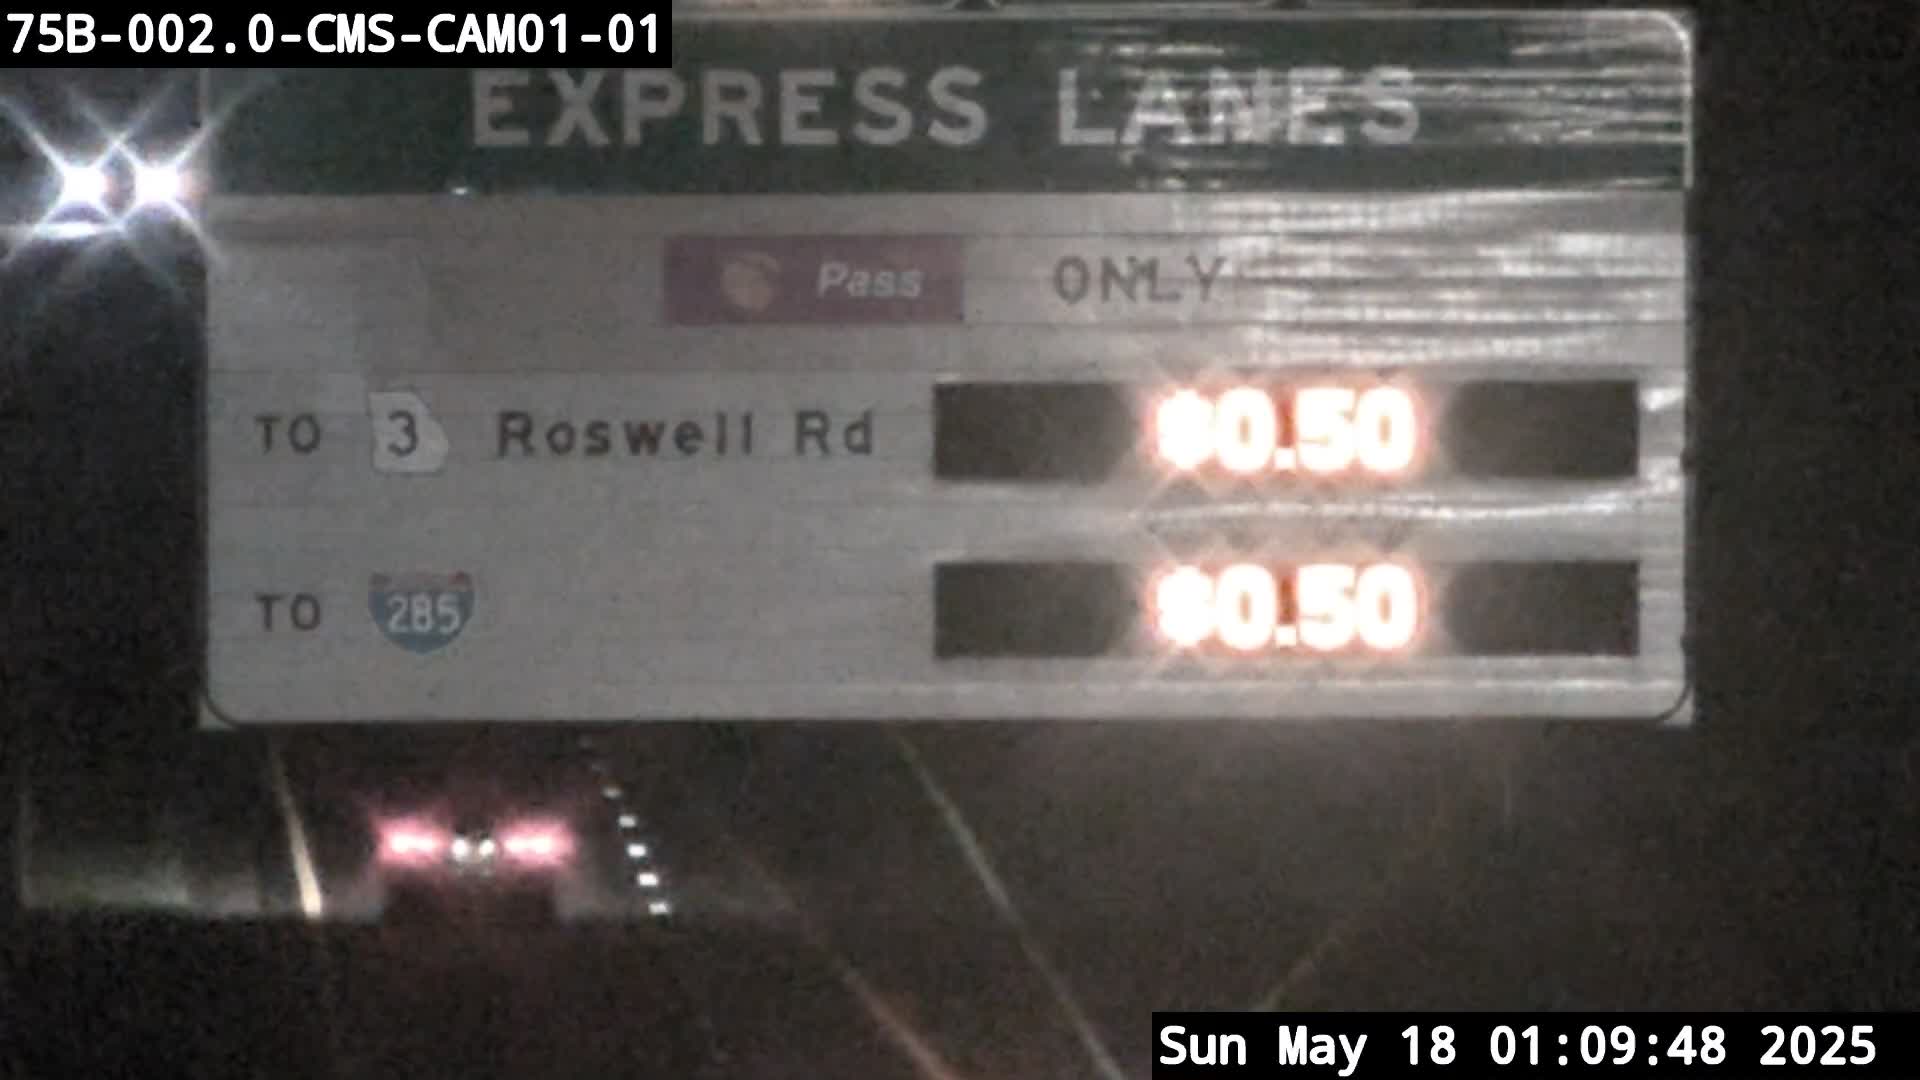 75B-002.0-CMS-CAM01-01
EXPRESS LANES
Pass ONLY
TO 3 Roswell Rd $0.50
TO 285 $0.50
Sun May 18 01:09:48 2025